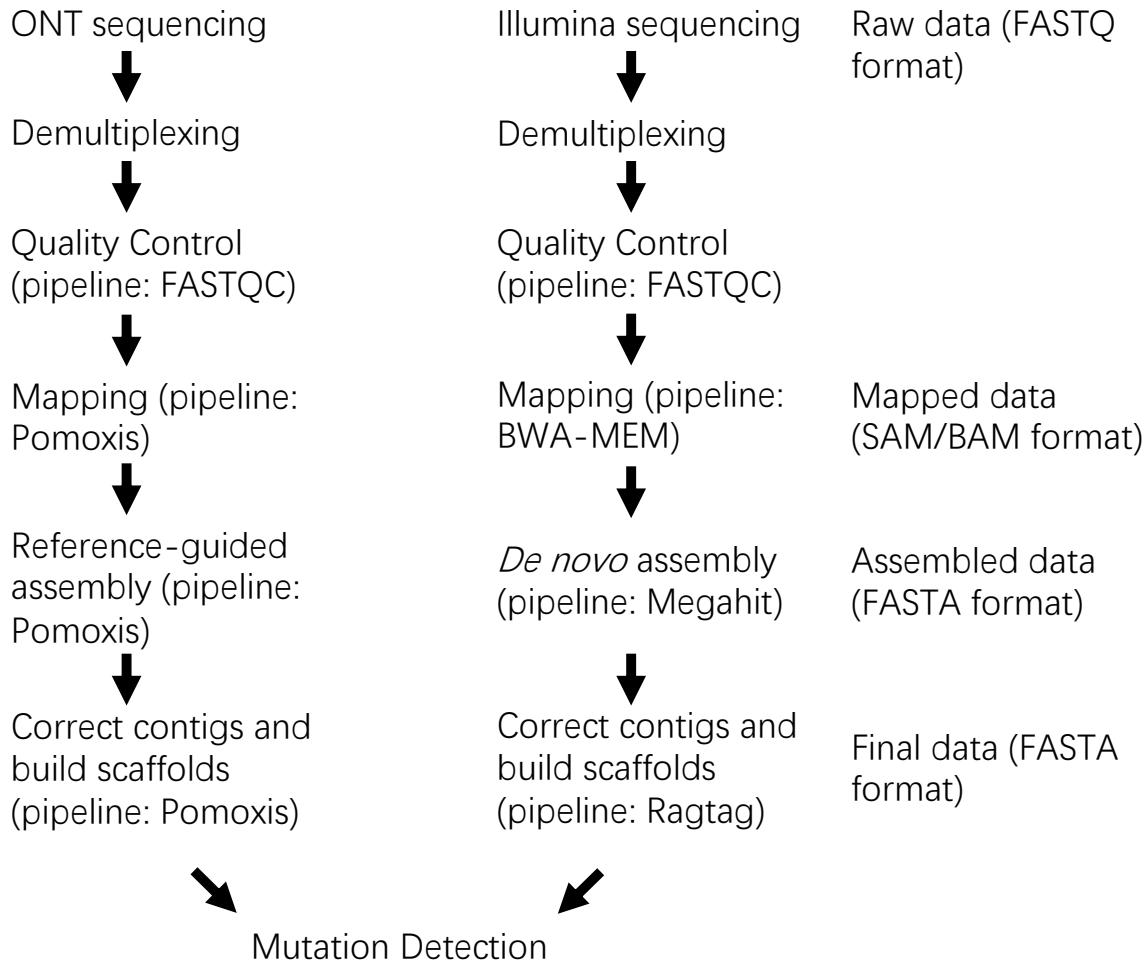 ONT sequencing
Illumina sequencing
Raw data (FASTQ
format)
Demultiplexing
Demultiplexing
Quality Control
(pipeline: FASTQC)
Quality Control
(pipeline: FASTQC)
Mapping (pipeline:
Pomoxis)
Mapping (pipeline:
BWA-MEM)
Mapped data
(SAM/BAM format)
Reference-guided
assembly (pipeline:
Pomoxis)
De novo assembly
(pipeline: Megahit)
Assembled data
(FASTA format)
Correct contigs and
build scaffolds
(pipeline: Pomoxis)
Correct contigs and
build scaffolds
(pipeline: Ragtag)
Final data (FASTA
format)
Mutation Detection